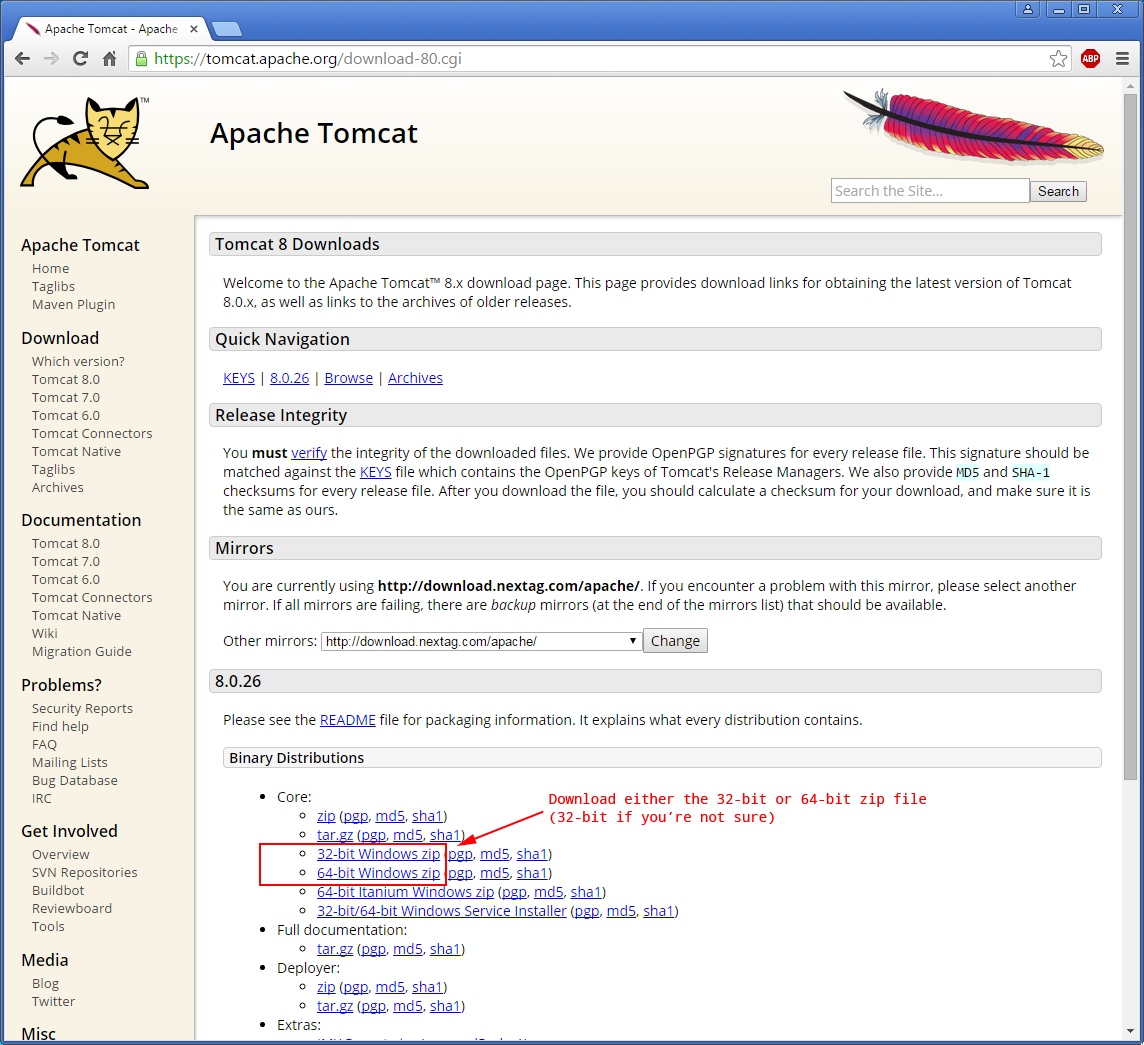 Apache Tomcat - Apache
https://tomcat.apache.org/download-80.cgi
ABP
TM
Apache Tomcat
Search the Site...
Search
Apache Tomcat
Home
Taglibs
Maven Plugin
Download
Which version?
Tomcat 8.0
Tomcat 7.0
Tomcat 6.0
Tomcat Connectors
Tomcat Native
Taglibs
Archives
Documentation
Tomcat 8.0
Tomcat 7.0
Tomcat 6.0
Tomcat Connectors
Tomcat Native
Wiki
Migration Guide
Problems?
Security Reports
Find help
FAQ
Mailing Lists
Bug Database
IRC
Get Involved
Overview
SVN Repositories
Buildbot
Reviewboard
Tools
Media
Blog
Twitter
Misc
Tomcat 8 Downloads
Welcome to the Apache Tomcat™ 8.x download page. This page provides download links for obtaining the latest version of Tomcat
8.0.x, as well as links to the archives of older releases.
Quick Navigation
KEYS | 8.0.26 | Browse | Archives
Release Integrity
You must verify the integrity of the downloaded files. We provide OpenPGP signatures for every release file. This signature should be
matched against the KEYS file which contains the OpenPGP keys of Tomcat's Release Managers. We also provide MD5 and SHA-1
checksums for every release file. After you download the file, you should calculate a checksum for your download, and make sure it is
the same as ours.
Mirrors
You are currently using http://download.nextag.com/apache/. If you encounter a problem with this mirror, please select another
mirror. If all mirrors are failing, there are backup mirrors (at the end of the mirrors list) that should be available.
Other mirrors: http://download.nextag.com/apache/ Change
8.0.26
Please see the README file for packaging information. It explains what every distribution contains.
Binary Distributions
Core:
zip (pgp, md5, sha1)
tar.gz (pgp, md5, sha1)
32-bit Windows zip (pgp, md5, sha1)
64-bit Windows zip (pgp, md5, sha1)
64-bit Itanium Windows zip (pgp, md5, sha1)
32-bit/64-bit Windows Service Installer (pgp, md5, sha1)
Download either the 32-bit or 64-bit zip file
(32-bit if you’re not sure)
Full documentation:
tar.gz (pgp, md5, sha1)
Deployer:
zip (pgp, md5, sha1)
tar.gz (pgp, md5, sha1)
Extras: